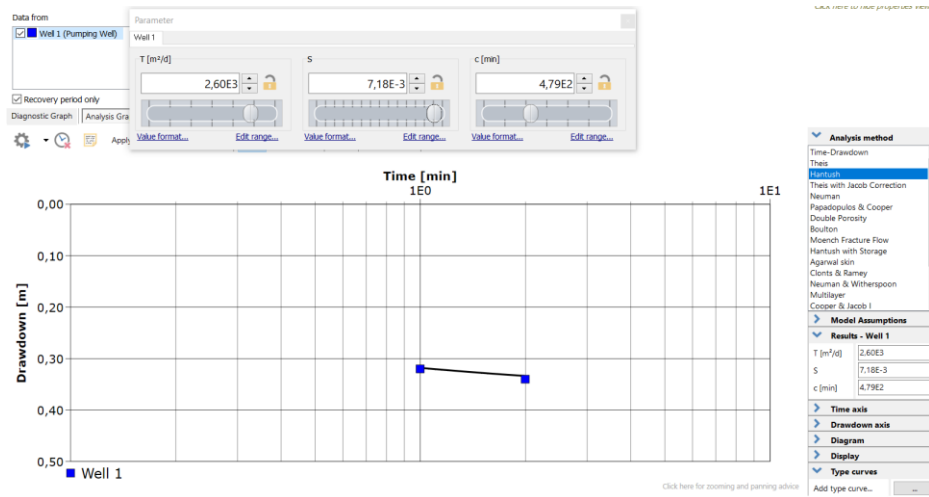 Data from
Well 1 (Pumping Well)
Recovery period only
Diagnostic Graph Analysis Gra
Apply
Parameter
Well 1
T [m²/d] S c [min]
2,60E3 7,18E-3 4,79E2
Value format... Edit range... Value format... Edit range... Value format... Edit range...
Click here to hide properties view
Time [min]
1E0 1E1
0,00
0,10
0,20
0,30
0,40
0,50
Drawdown [m]
Well 1
Click here for zooming and panning advice
Analysis method
Time-Drawdown
Theis
Hantush
Theis with Jacob Correction
Neuman
Papadopulos & Cooper
Double Porosity
Boulton
Moench Fracture Flow
Hantush with Storage
Agarwal skin
Clonts & Ramey
Neuman & Witherspoon
Multilayer
Cooper & Jacob I
Model Assumptions
Results - Well 1
T [m²/d] 2,60E3
S 7,18E-3
c [min] 4,79E2
Time axis
Drawdown axis
Diagram
Display
Type curves
Add type curve... ...